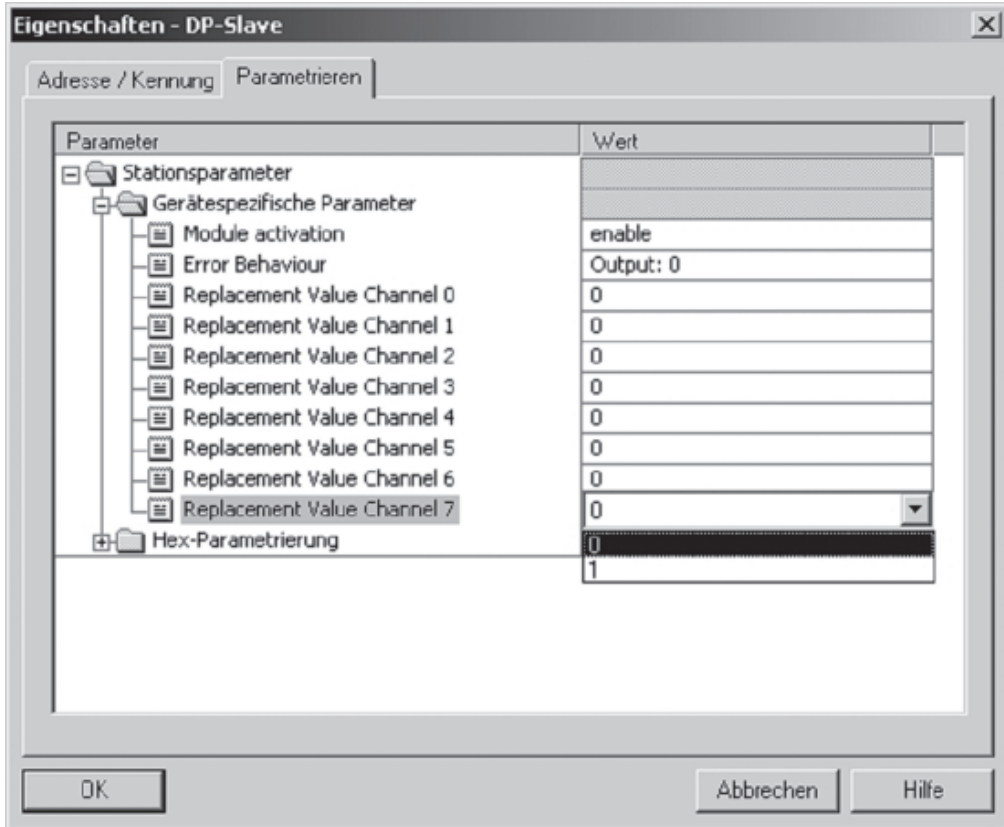 Eigenschaften - DP-Slave
Adresse / Kennung Parametrieren
Parameter Wert
Stationsparameter
Gerätespezifische Parameter
Module activation enable
Error Behaviour Output: 0
Replacement Value Channel 0 0
Replacement Value Channel 1 0
Replacement Value Channel 2 0
Replacement Value Channel 3 0
Replacement Value Channel 4 0
Replacement Value Channel 5 0
Replacement Value Channel 6 0
Replacement Value Channel 7 0
Hex-Parametrierung 0
1
OK Abbrechen Hilfe